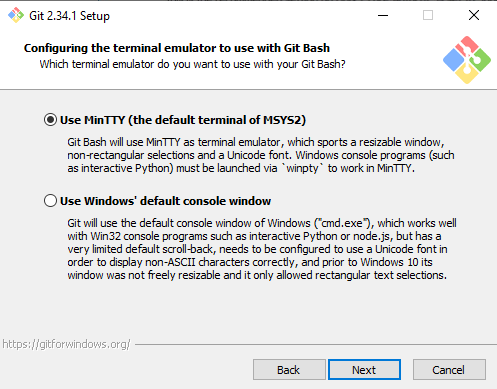 Git 2.34.1 Setup
Configuring the terminal emulator to use with Git Bash
Which terminal emulator do you want to use with your Git Bash?
Use MinTTY (the default terminal of MSYS2)
Git Bash will use MinTTY as terminal emulator, which sports a resizable window,
non-rectangular selections and a Unicode font. Windows console programs (such
as interactive Python) must be launched via `winpty` to work in MinTTY.
Use Windows' default console window
Git will use the default console window of Windows ("cmd.exe"), which works well
with Win32 console programs such as interactive Python or node.js, but has a
very limited default scroll-back, needs to be configured to use a Unicode font in
order to display non-ASCII characters correctly, and prior to Windows 10 its
window was not freely resizable and it only allowed rectangular text selections.
https://gitforwindows.org/
Back
Next
Cancel